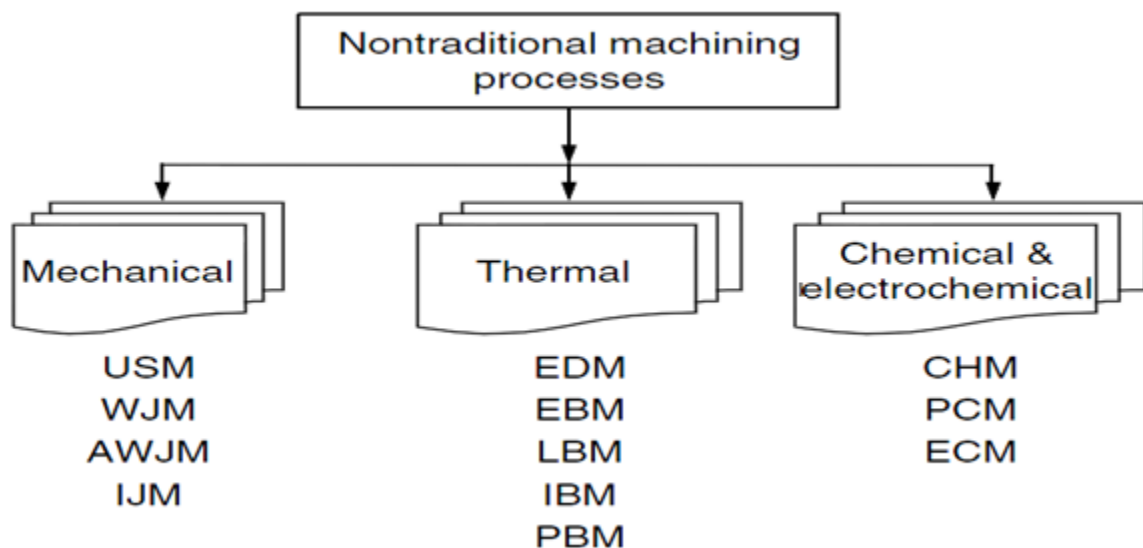 Nontraditional machining
processes
Mechanical
Thermal
Chemical &
electrochemical
USM
WJM
AWJM
IJM
EDM
EBM
LBM
IBM
PBM
CHM
PCM
ECM